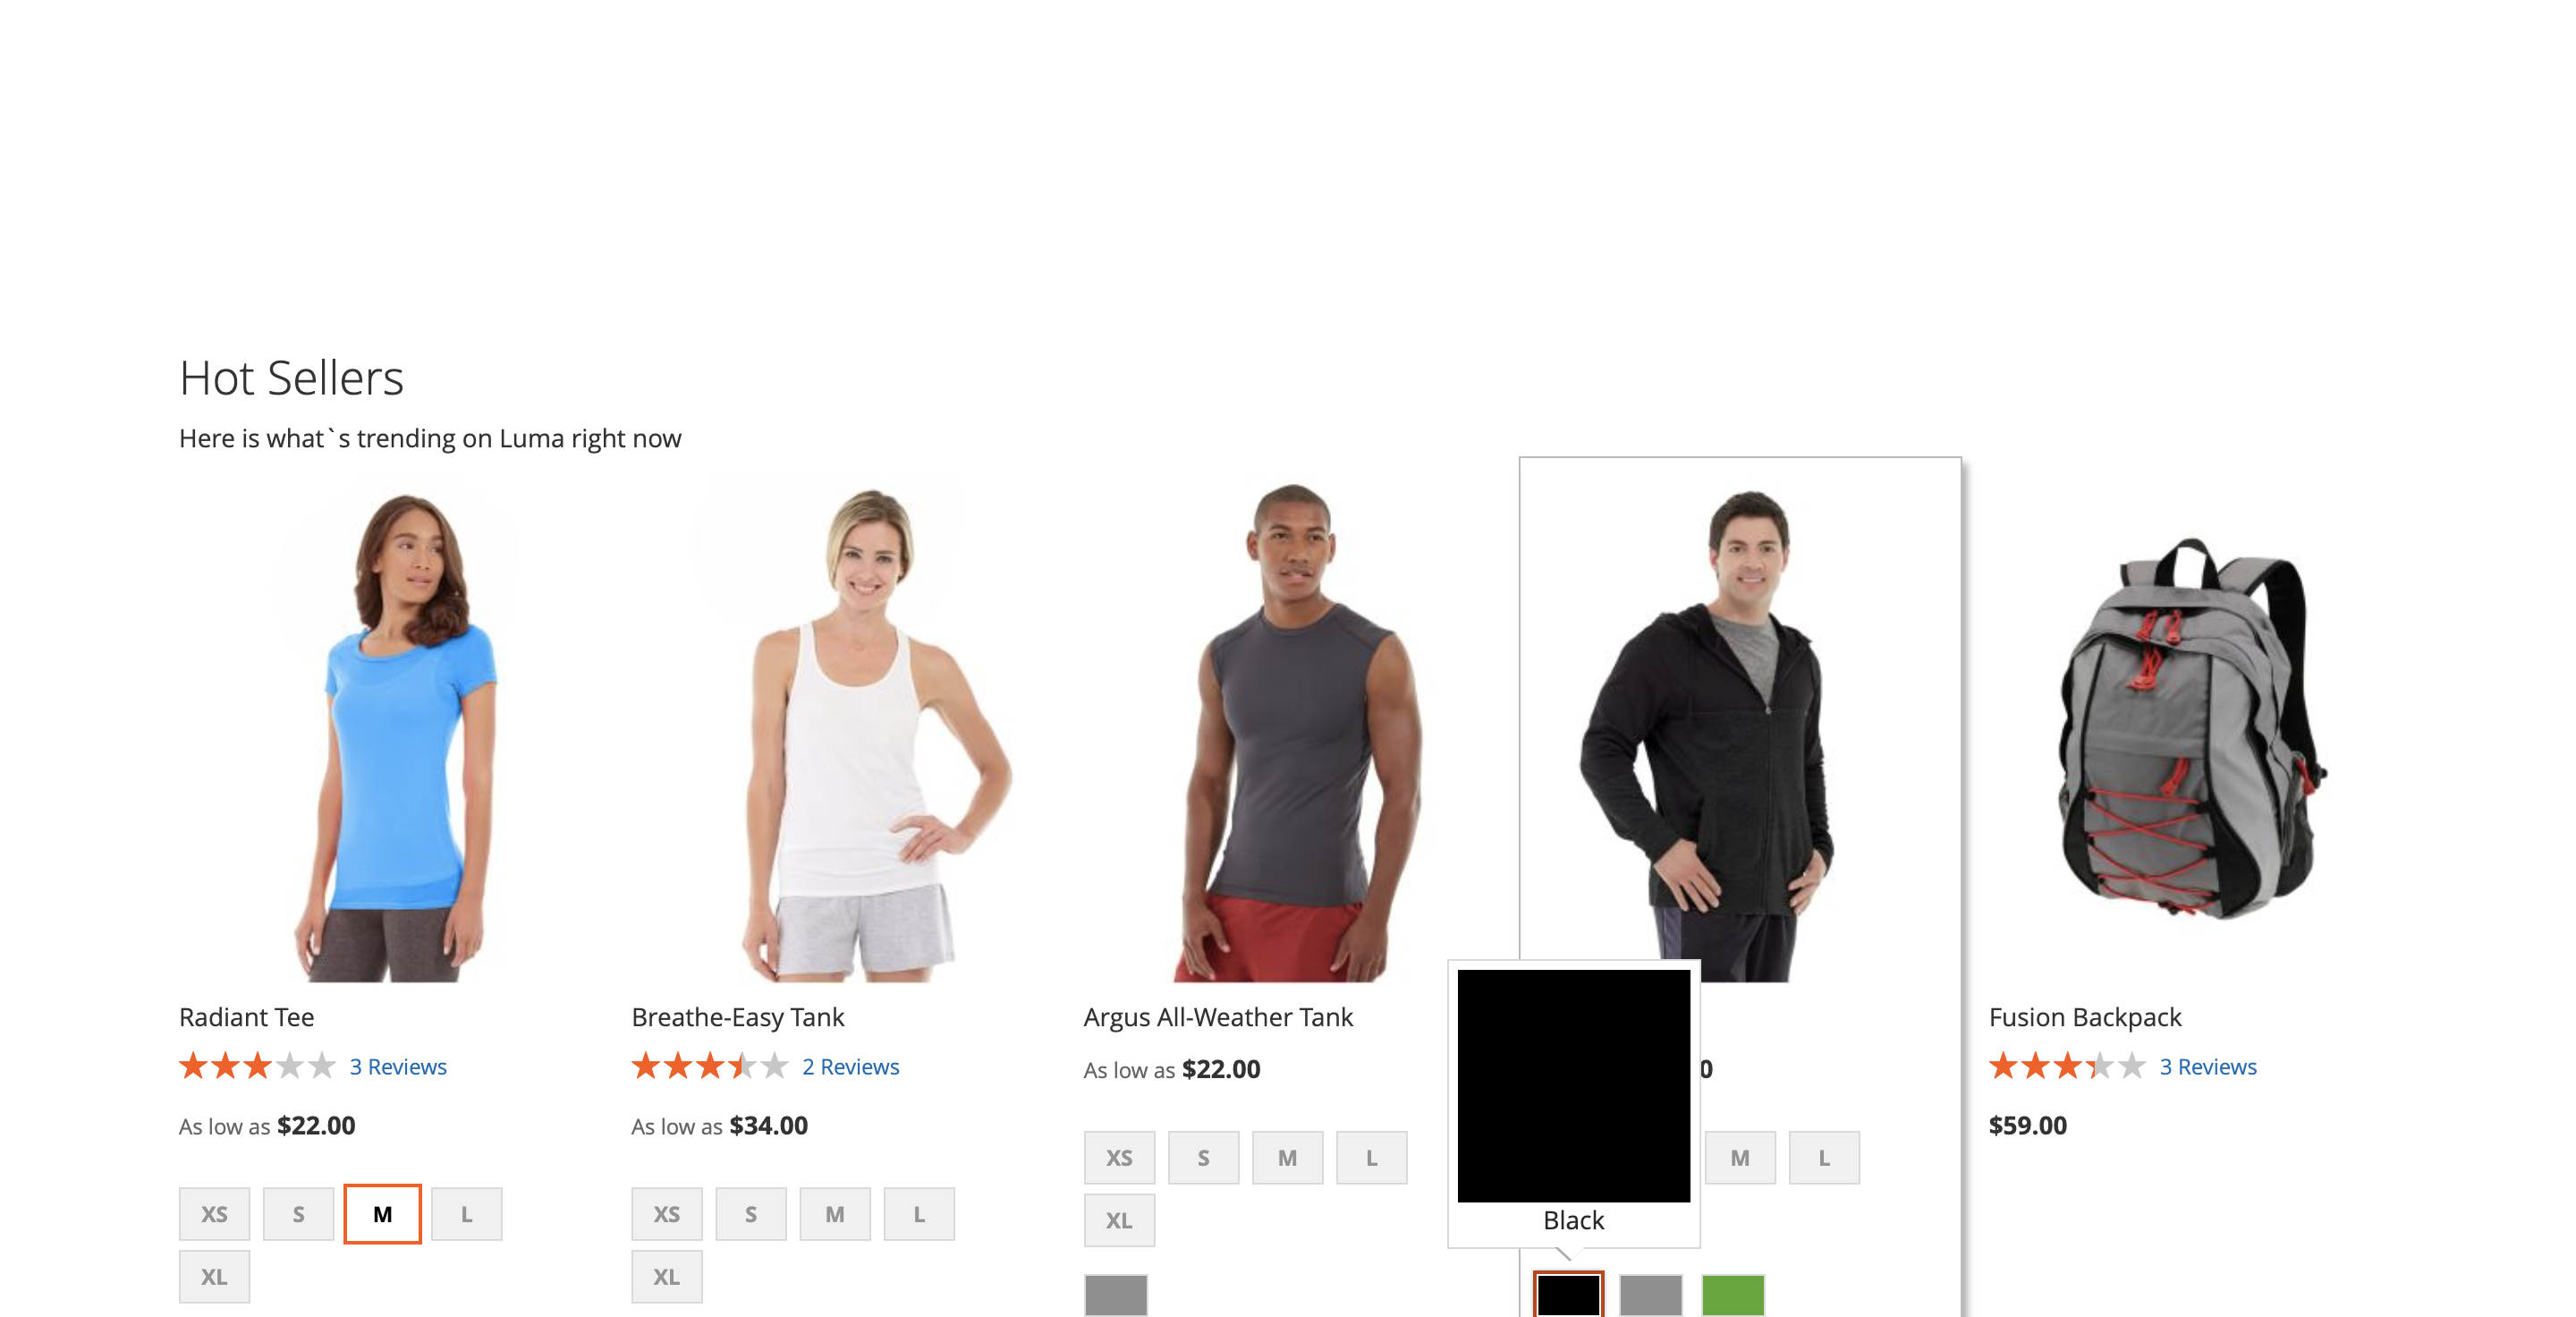 Hot Sellers
Here is what`s trending on Luma right now
Radiant Tee
3 Reviews
As low as $22.00
XS S M L
XL
Breathe-Easy Tank
2 Reviews
As low as $34.00
XS S M L
XL
Argus All-Weather Tank
As low as $22.00
XS S M L
XL
0
M L
Black
Fusion Backpack
3 Reviews
$59.00